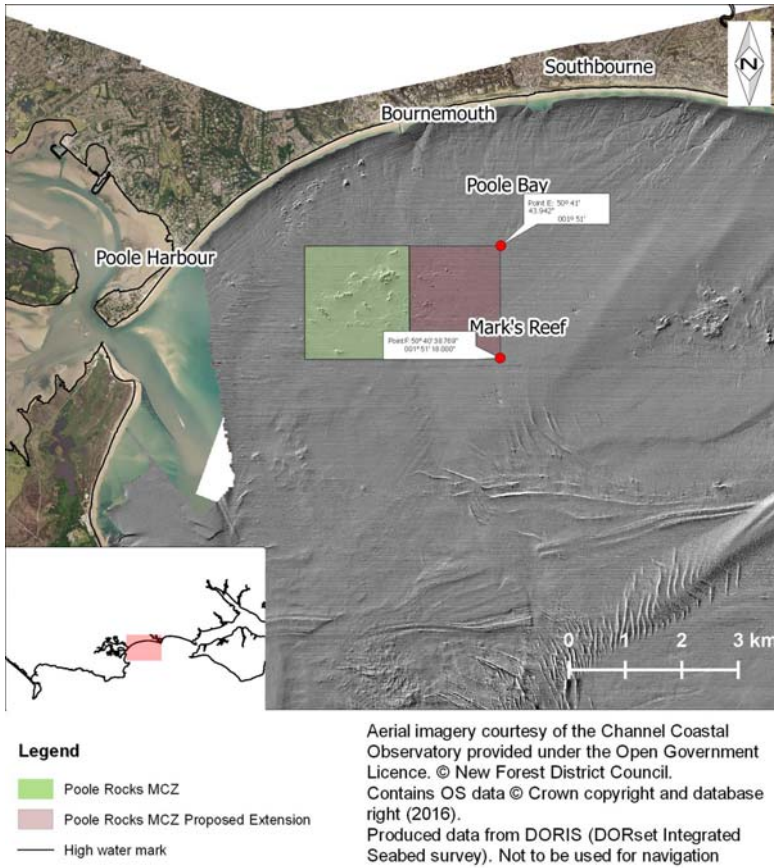 Southbourne
N
Bournemouth
Poole Bay
Point E: 50° 41'
43.942"
001° 51'
Poole Harbour
Mark's Reef
Point F: 50° 40' 38.769"
001° 51' 18.000"
0 1 2 3 km
Legend
Poole Rocks MCZ
Poole Rocks MCZ Proposed Extension
High water mark
Aerial imagery courtesy of the Channel Coastal
Observatory provided under the Open Government
Licence. © New Forest District Council.
Contains OS data © Crown copyright and database
right (2016).
Produced data from DORIS (DORset Integrated
Seabed survey). Not to be used for navigation